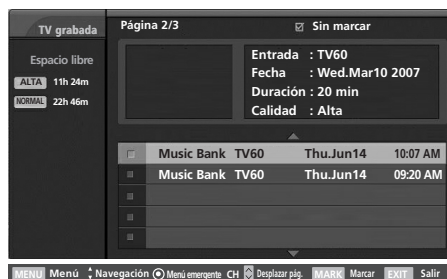 TV grabada
Página 2/3
Sin marcar
Espacio libre
ALTA 11h 24m
NORMAL 22h 46m
Entrada : TV60
Fecha : Wed.Mar10 2007
Duración : 20 min
Calidad : Alta
Music Bank TV60 Thu.Jun14 10:07 AM
Music Bank TV60 Thu.Jun14 09:20 AM
MENU Menú Navegación Menú emergente CH Desplazar pág. MARK Marcar EXIT Salir